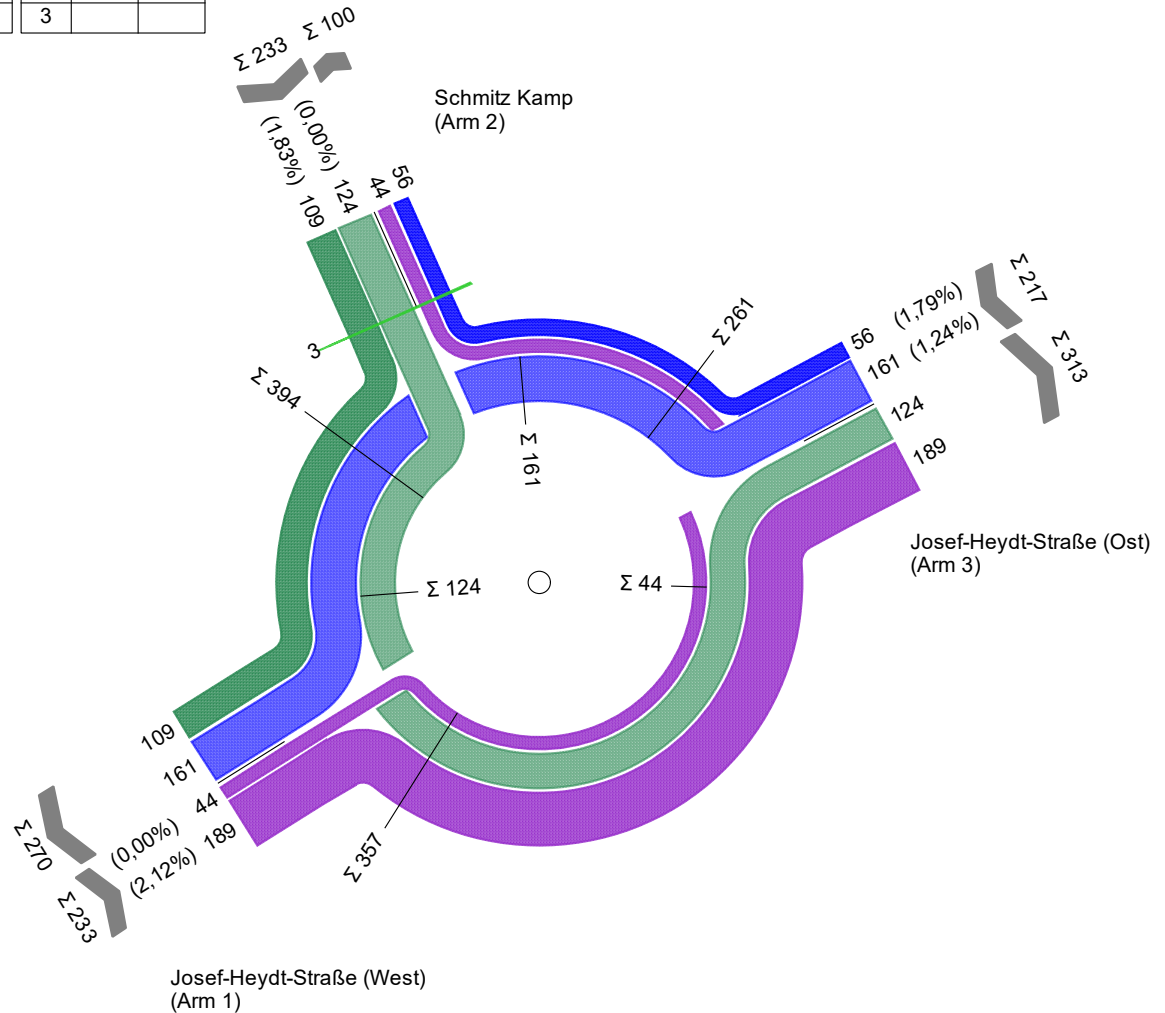 3
Σ 233
Σ 100
Schmitz Kamp
(Arm 2)
(1,83%) 109
(0,00%) 124
44
56
3
Σ 394
Σ 161
Σ 261
56 (1,79%)
161 (1,24%)
Σ 217
Σ 313
124
189
Josef-Heydt-Straße (Ost)
(Arm 3)
Σ 124
Σ 44
109
161
44 (0,00%)
189 (2,12%)
Σ 270
Σ 233
Σ 357
Josef-Heydt-Straße (West)
(Arm 1)